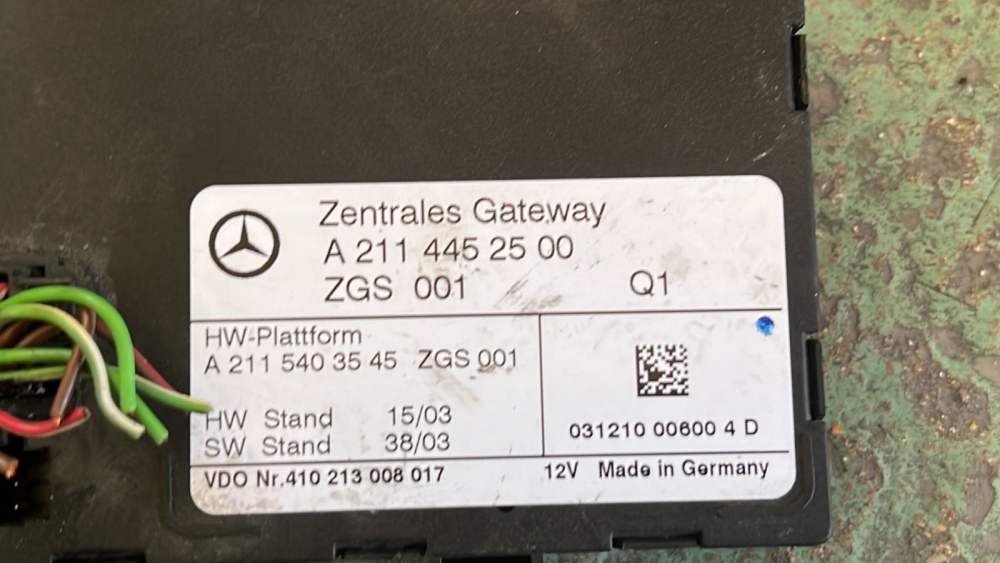 Zentrales Gateway
A 211 445 25 00
ZGS 001 Q1
HW-Plattform
A 211 540 35 45 ZGS 001
HW Stand 15/03
SW Stand 38/03
031210 00600 4 D
VDO Nr.410 213 008 017 12V Made in Germany